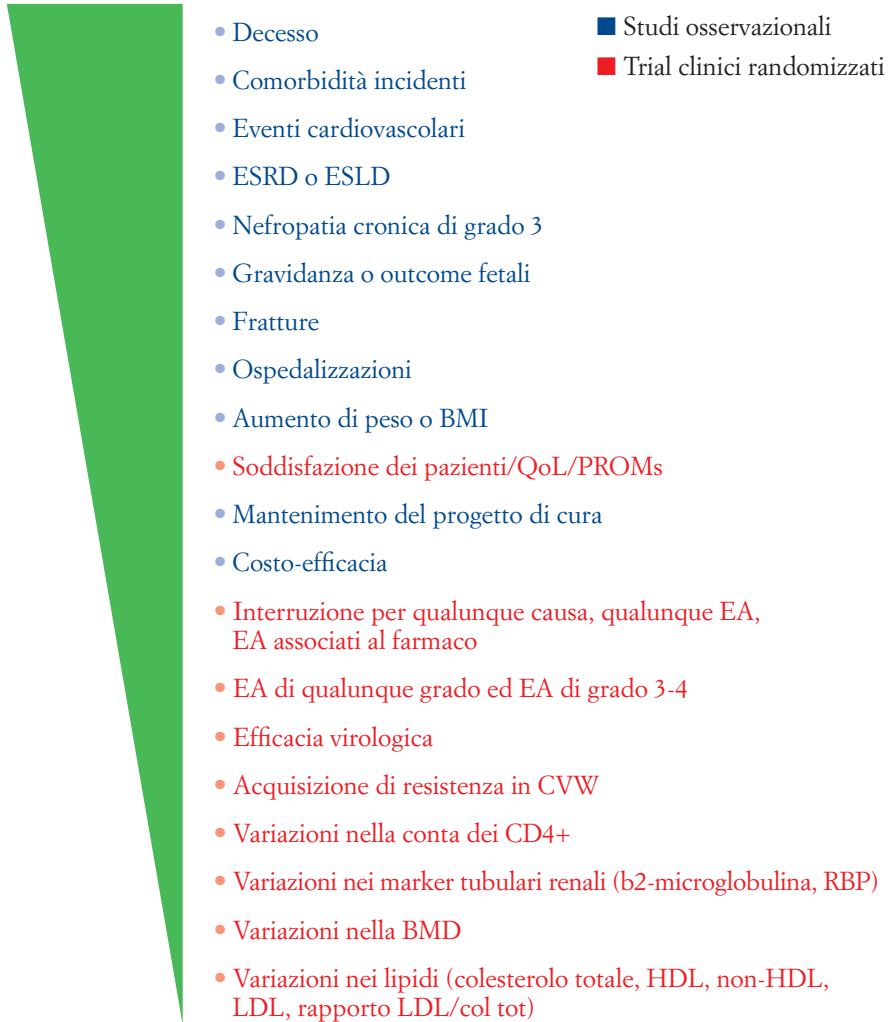 Decesso
Comorbidità incidenti
Eventi cardiovascolari
ESRD o ESLD
Nefropatia cronica di grado 3
Gravidanza o outcome fetali
Fratture
Ospedalizzazioni
Aumento di peso o BMI
Soddisfazione dei pazienti/QoL/PROMs
Mantenimento del progetto di cura
Costo-efficacia
Interruzione per qualunque causa, qualunque EA,
EA associati al farmaco
EA di qualunque grado ed EA di grado 3-4
Efficacia virologica
Acquisizione di resistenza in CVW
Variazioni nella conta dei CD4+
Variazioni nei marker tubulari renali (b2-microglobulina, RBP)
Variazioni nella BMD
Variazioni nei lipidi (colesterolo totale, HDL, non-HDL,
LDL, rapporto LDL/col tot)
Studi osservazionali
Trial clinici randomizzati